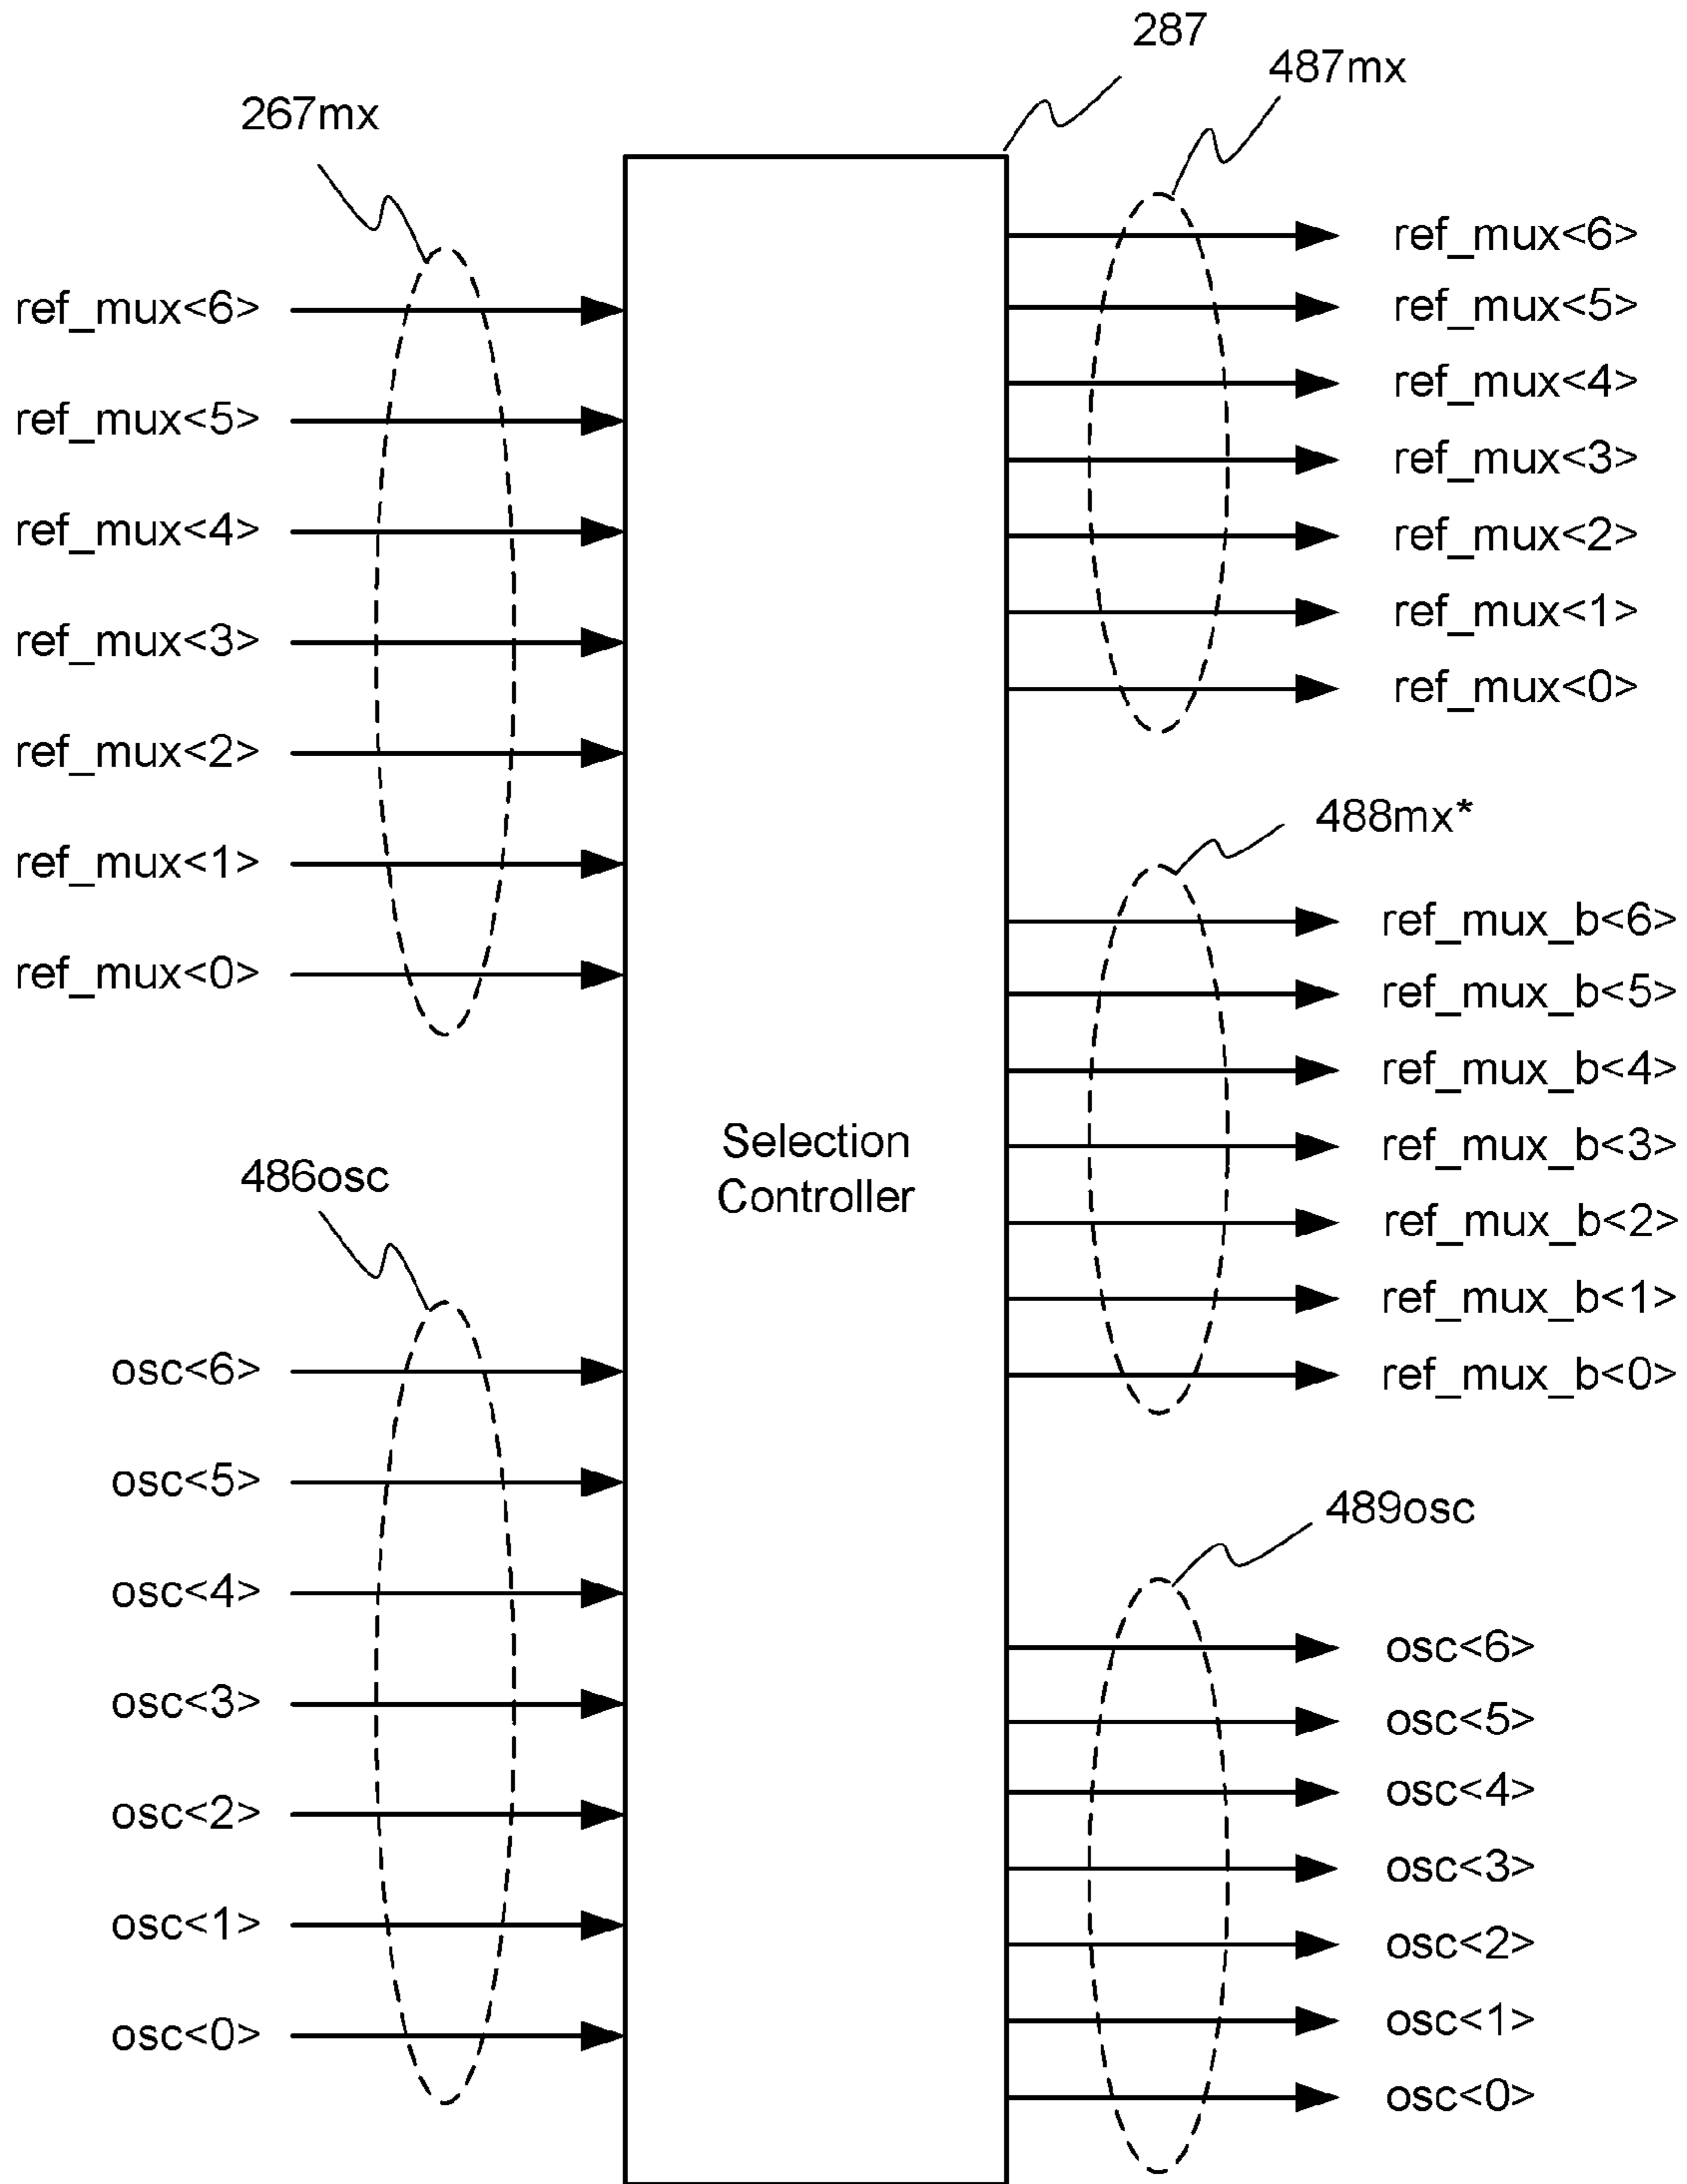 287
487mx
267mx
ref_mux<6>
ref_mux<5>
ref_mux<4>
ref_mux<3>
ref_mux<2>
ref_mux<1>
ref_mux<0>
486osc
osc<6>
osc<5>
osc<4>
osc<3>
osc<2>
osc<1>
osc<0>
Selection
Controller
ref_mux<6>
ref_mux<5>
ref_mux<4>
ref_mux<3>
ref_mux<2>
ref_mux<1>
ref_mux<0>
488mx*
ref_mux_b<6>
ref_mux_b<5>
ref_mux_b<4>
ref_mux_b<3>
ref_mux_b<2>
ref_mux_b<1>
ref_mux_b<0>
489osc
osc<6>
osc<5>
osc<4>
osc<3>
osc<2>
osc<1>
osc<0>